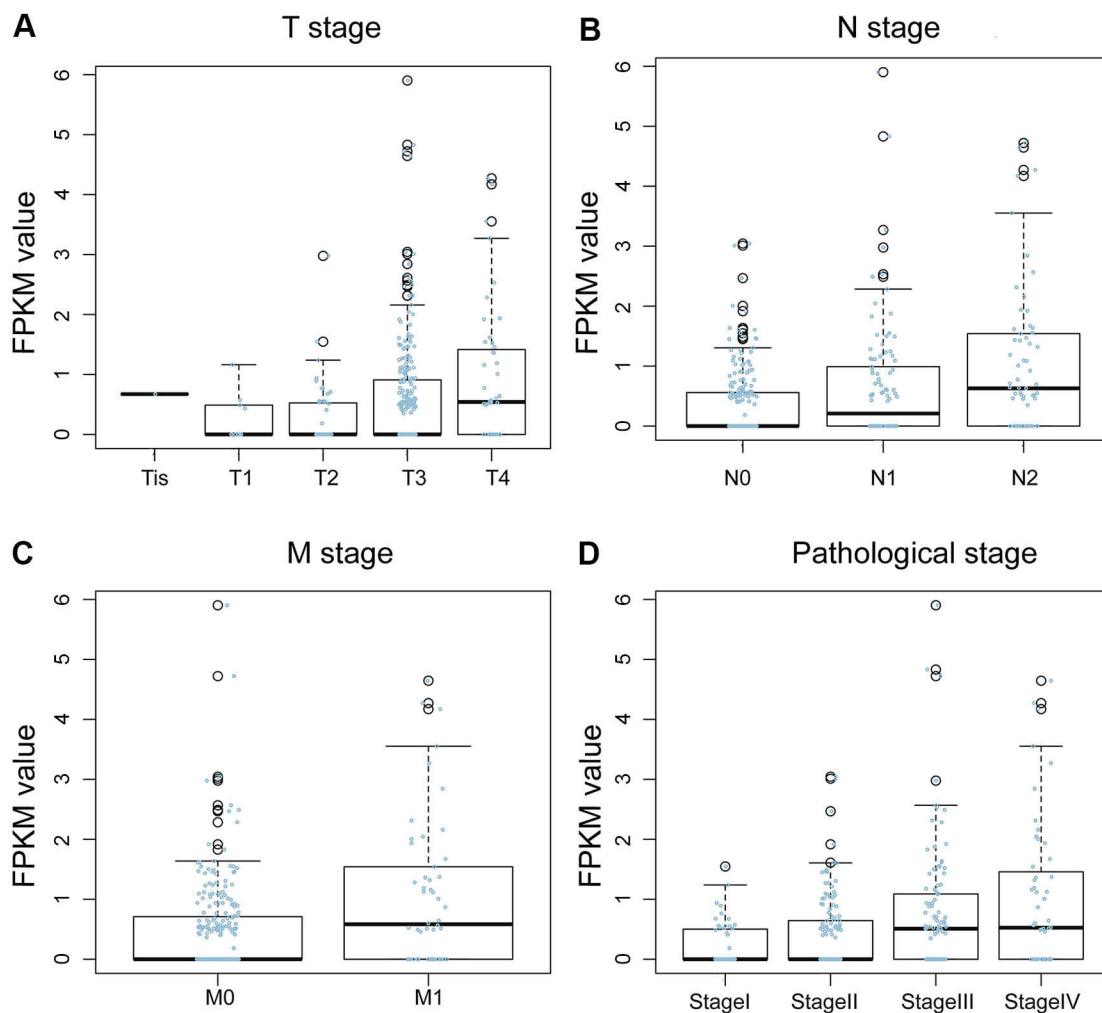 A
T stage
FPKM value
6
5
4
3
2
1
0
Tis T1 T2 T3 T4
B
N stage
FPKM value
6
5
4
3
2
1
0
N0 N1 N2
C
M stage
FPKM value
6
5
4
3
2
1
0
M0 M1
D
Pathological stage
FPKM value
6
5
4
3
2
1
0
StageI StageII StageIII StageIV